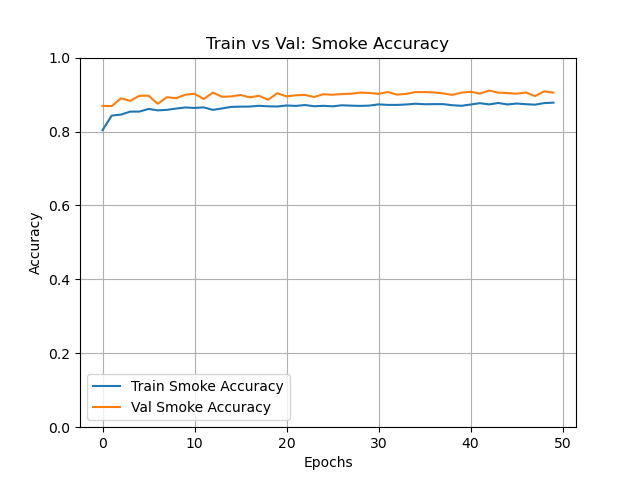 Train vs Val: Smoke Accuracy
1.0
0.8
0.6
0.4
0.2
0.0
Accuracy
Train Smoke Accuracy
Val Smoke Accuracy
0 10 20 30 40 50
Epochs